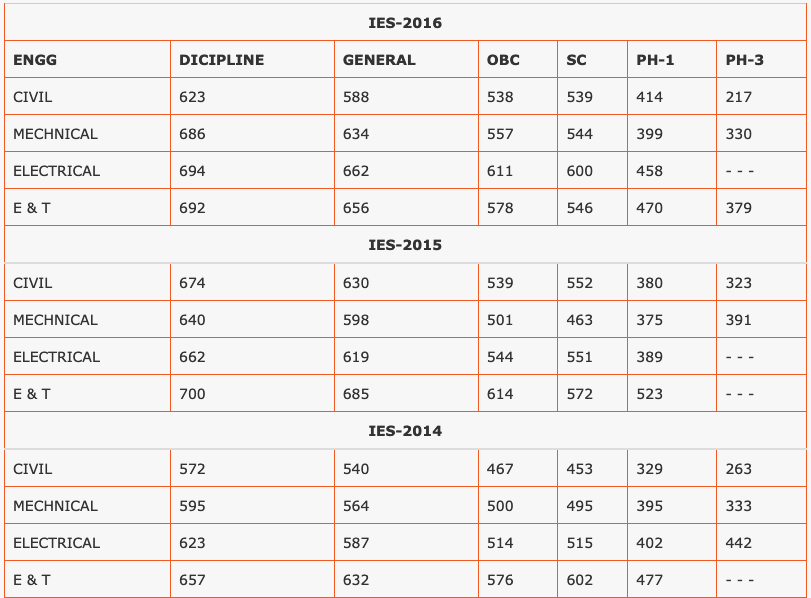 IES-2016
ENGG DICIPLINE GENERAL OBC SC PH-1 PH-3
CIVIL 623 588 538 539 414 217
MECHNICAL 686 634 557 544 399 330
ELECTRICAL 694 662 611 600 458 - - -
E & T 692 656 578 546 470 379
IES-2015
CIVIL 674 630 539 552 380 323
MECHNICAL 640 598 501 463 375 391
ELECTRICAL 662 619 544 551 389 - - -
E & T 700 685 614 572 523 - - -
IES-2014
CIVIL 572 540 467 453 329 263
MECHNICAL 595 564 500 495 395 333
ELECTRICAL 623 587 514 515 402 442
E & T 657 632 576 602 477 - - -